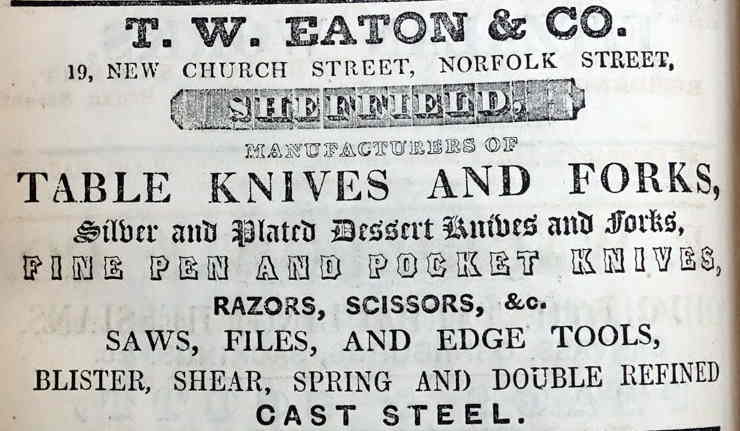 T. W. EATON & CO.
19, NEW CHURCH STREET, NORFOLK STREET,
SHEFFIELD,
MANUFACTURERS OF
TABLE KNIVES AND FORKS,
Silver and Plated Dessert Knives and Forks,
FINE PEN AND POCKET KNIVES,
RAZORS, SCISSORS, &c.
SAWS, FILES, AND EDGE TOOLS,
BLISTER, SHEAR, SPRING AND DOUBLE REFINED
CAST STEEL.